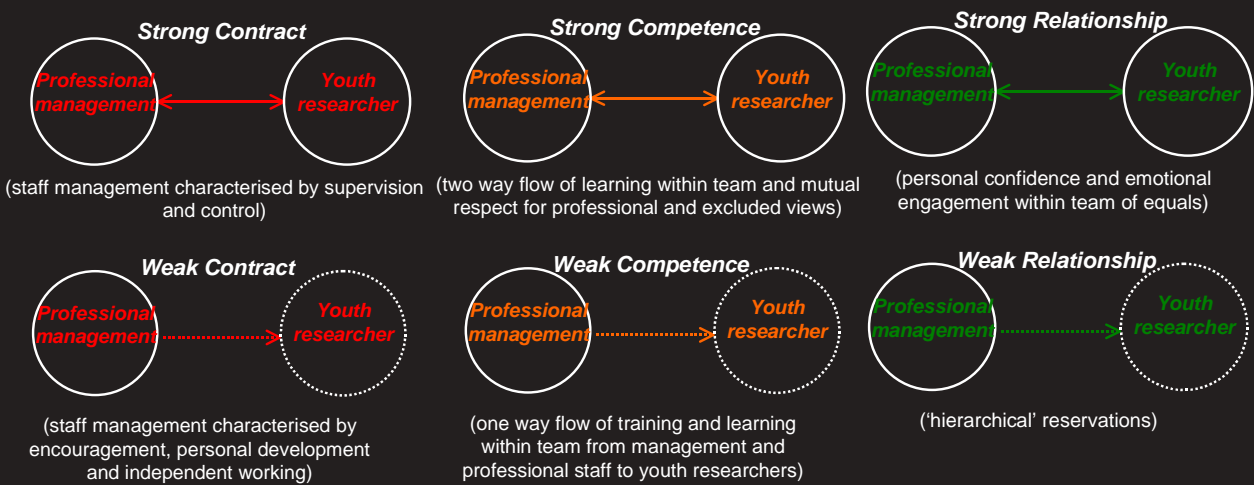 Strong Contract
Professional
management
Youth
researcher
(staff management characterised by supervision
and control)
Strong Competence
Professional
management
Youth
researcher
(two way flow of learning within team and mutual
respect for professional and excluded views)
Strong Relationship
Professional
management
Youth
researcher
(personal confidence and emotional
engagement within team of equals)
Weak Contract
Professional
management
Youth
researcher
(staff management characterised by
encouragement, personal development
and independent working)
Weak Competence
Professional
management
Youth
researcher
(one way flow of training and learning
within team from management and
professional staff to youth researchers)
Weak Relationship
Professional
management
Youth
researcher
(‘hierarchical’ reservations)